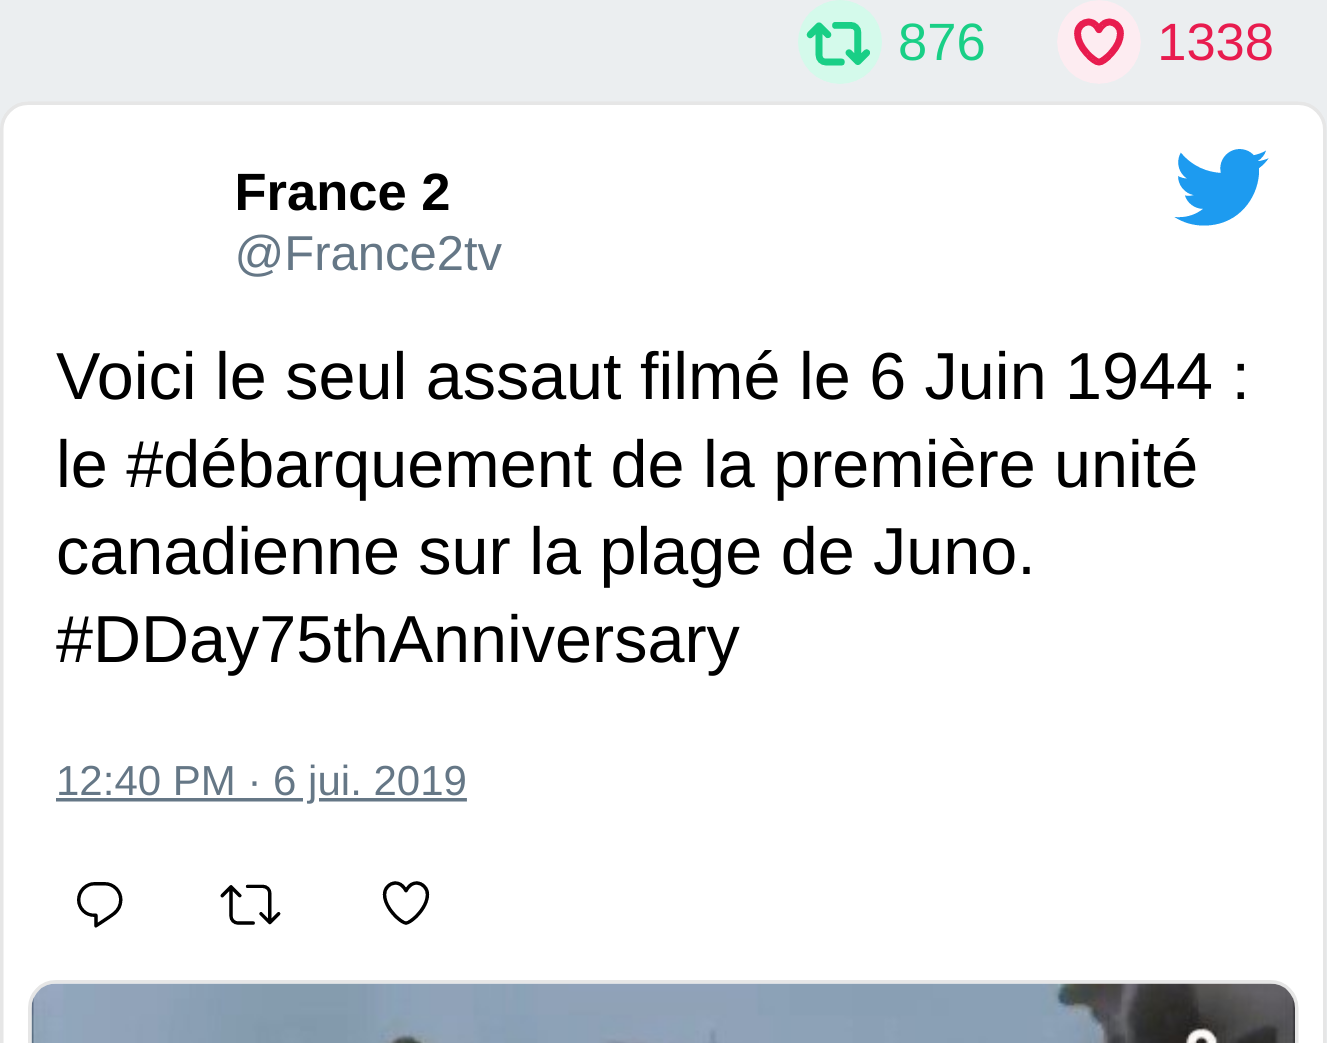 876 1338
France 2
@France2tv
Voici le seul assaut filmé le 6 Juin 1944 :
le #débarquement de la première unité
canadienne sur la plage de Juno.
#DDay75thAnniversary
12:40 PM · 6 jui. 2019